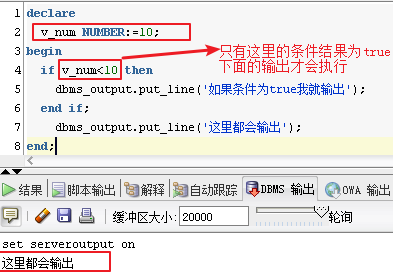 1 declare
2 v_num NUMBER:=10;
3 begin
4 if v_num<10 then
5 dbms_output.put_line('如果条件为true我就输出');
6 end if;
7 dbms_output.put_line('这里都会输出');
8 end;
只有这里的条件结果为true
下面的输出才会执行
结果 脚本输出 解释 自动跟踪 DBMS 输出 OWA 输出
缓冲区大小: 20000 轮询
set serveroutput on
这里都会输出